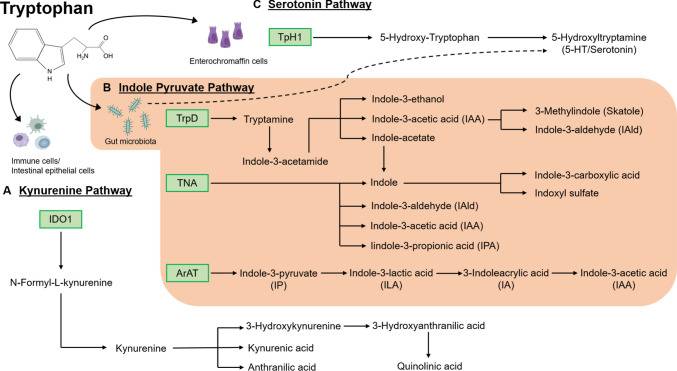 Tryptophan
NH
NH₂
O
OH
Enterochromaffin cells
Immune cells/
Intestinal epithelial cells
Gut microbiota
C Serotonin Pathway
TpH1
5-Hydroxy-Tryptophan
5-Hydroxyltryptamine
(5-HT/Serotonin)
B Indole Pyruvate Pathway
TrpD
Tryptamine
Indole-3-acetamide
Indole-3-ethanol
Indole-3-acetic acid (IAA)
Indole-acetate
3-Methylindole (Skatole)
Indole-3-aldehyde (IAld)
TNA
Indole
Indole-3-carboxylic acid
Indoxyl sulfate
Indole-3-aldehyde (IAld)
Indole-3-acetic acid (IAA)
Iindole-3-propionic acid (IPA)
ArAT
Indole-3-pyruvate
(IP)
Indole-3-lactic acid
(ILA)
3-Indoleacrylic acid
(IA)
Indole-3-acetic acid
(IAA)
A Kynurenine Pathway
IDO1
N-Formyl-L-kynurenine
Kynurenine
3-Hydroxykynurenine
3-Hydroxyanthranilic acid
Kynurenic acid
Anthranilic acid
Quinolinic acid